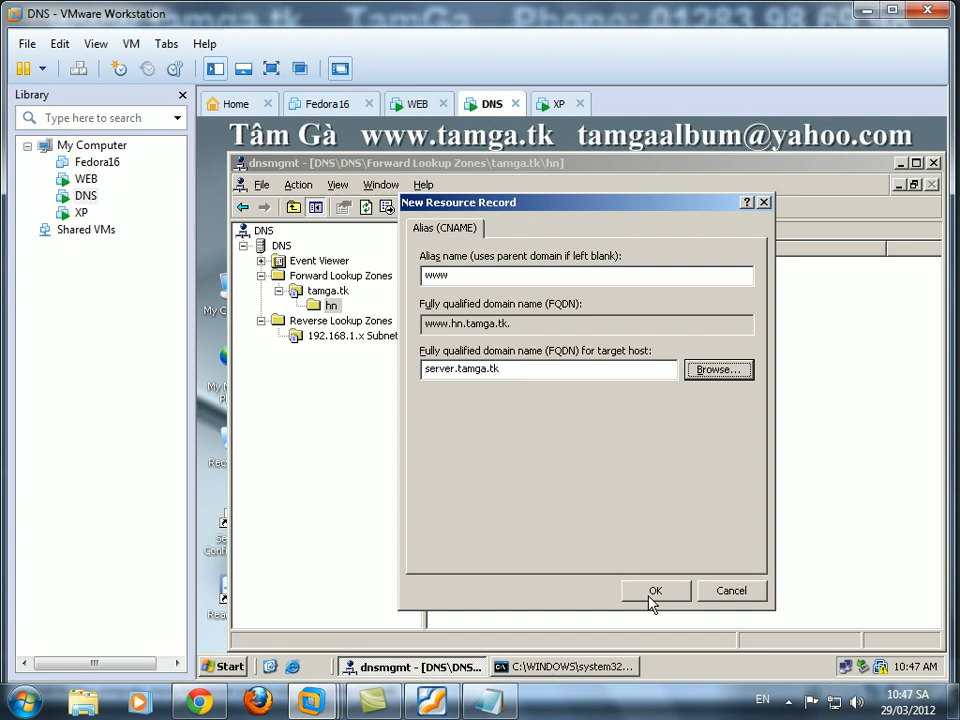 DNS - VMware Workstation
File Edit View VM Tabs Help
Library
Type here to search
My Computer
Fedora16
WEB
DNS
XP
Shared VMs
Home Fedora16 WEB DNS XP
Tâm Gà www.tamga.tk tamgaalbum@yahoo.com
dnsmgmt - [DNS\DNS\Forward Lookup Zones\tamga.tk\hn]
File Action View Window Help
DNS
DNS
Event Viewer
Forward Lookup Zones
tamga.tk
hn
Reverse Lookup Zones
192.168.1.x Subnet
New Resource Record
Alias (CNAME)
Alias name (uses parent domain if left blank):
www
Fully qualified domain name (FQDN):
www.hn.tamga.tk.
Fully qualified domain name (FQDN) for target host:
server.tamga.tk
Browse...
OK Cancel
Start
dnsmgmt - [DNS\DNS...
C:\WINDOWS\system32...
10:47 AM
EN
10:47 SA
29/03/2012